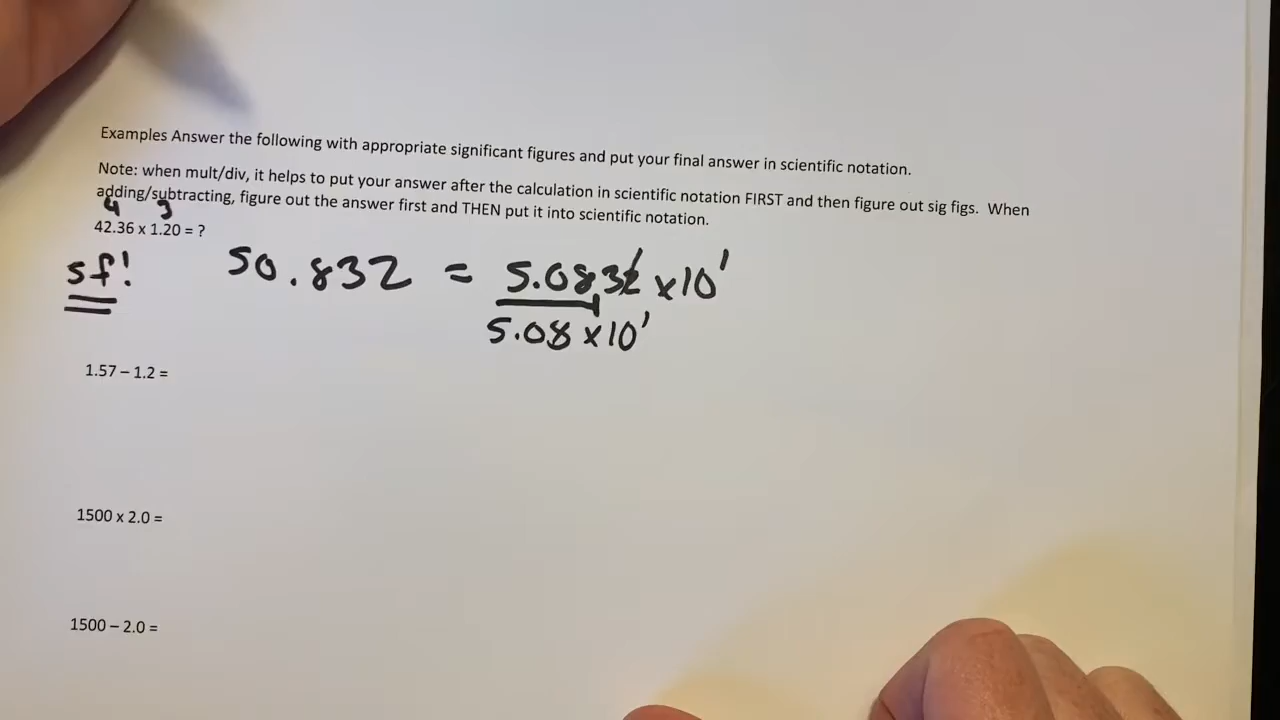 Examples Answer the following with appropriate significant figures and put your final answer in scientific notation.
Note: when mult/div, it helps to put your answer after the calculation in scientific notation FIRST and then figure out sig figs. When
adding/subtracting, figure out the answer first and THEN put it into scientific notation.
4 3
42.36 x 1.20 = ?
sf! 50.832 = 5.0832 x10¹
5.08 x10¹
1.57 – 1.2 =
1500 x 2.0 =
1500 – 2.0 =